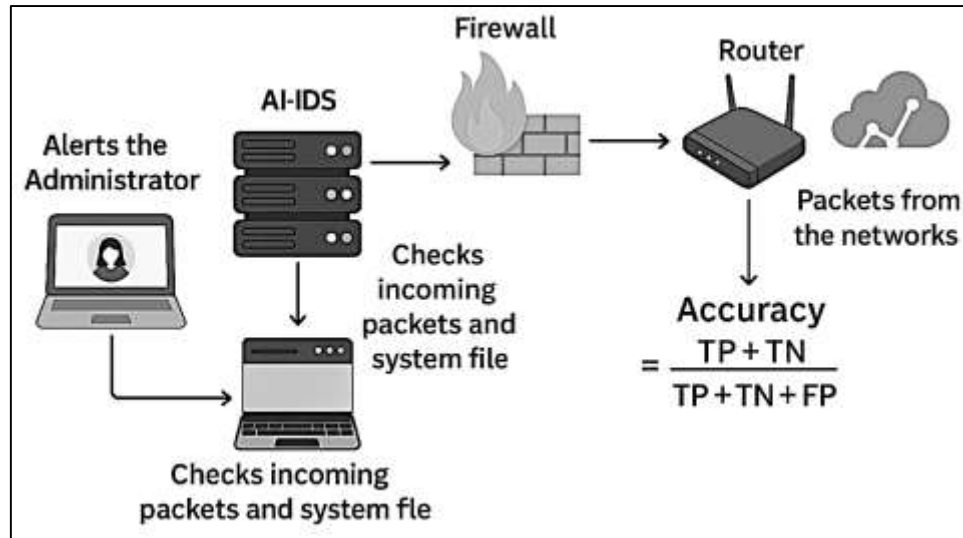 Firewall
Router
AI-IDS
Alerts the
Administrator
Packets from
the networks
Checks
incoming
packets and
system file
Accuracy
= TP + TN
TP + TN + FP
Checks incoming
packets and system fle